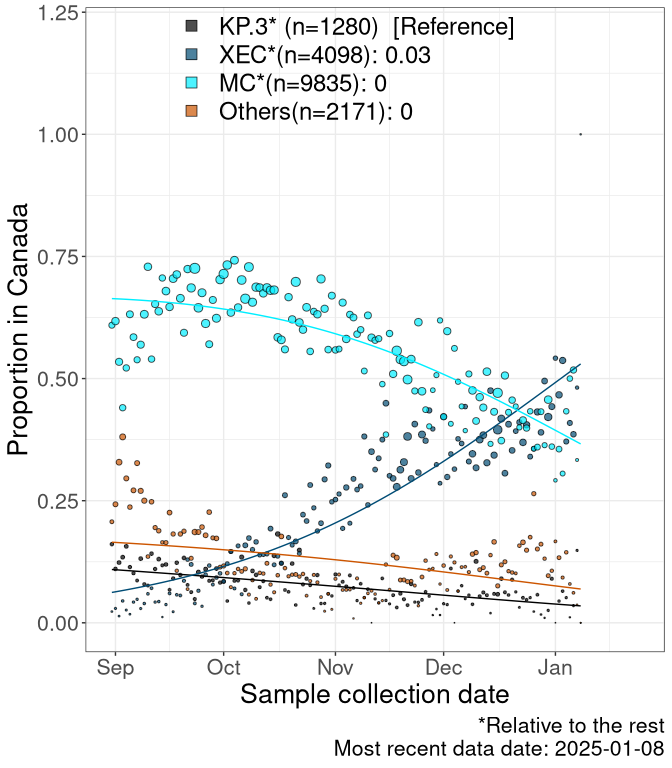 KP.3* (n=1280)  [Reference]
XEC*(n=4098): 0.03
MC*(n=9835): 0
Others(n=2171): 0
1.25
1.00
0.75
0.50
0.25
0.00
Proportion in Canada
Sep Oct Nov Dec Jan
Sample collection date
*Relative to the rest
Most recent data date: 2025-01-08